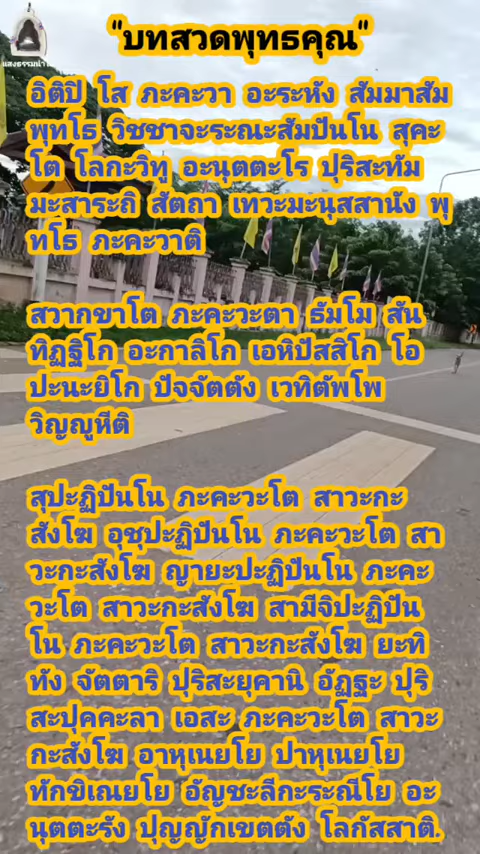 "บทสวดพุทธคุณ"
อิติปิ โส ภะคะวา อะระหัง สัมมาสัม
พุทโธ วิชชาจะระณะสัมปันโน สุคะ
โต โลกะวิทู อะนุตตะโร ปุริสะทัม
มะสาระถิ สัตถา เทวะมะนุสสานัง พุ
ทโธ ภะคะวาติ
สวากขาโต ภะคะวะตา ธัมโม สัน
ทิฏฐิโก อะกาลิโก เอหิปัสสิโก โอ
ปะนะยิโก ปัจจัตตัง เวทิตัพโพ
วิญญูหีติ
สุปะฏิปันโน ภะคะวะโต สาวะกะ
สังโฆ อุชุปะฏิปันโน ภะคะวะโต สา
วะกะสังโฆ ญายะปะฏิปันโน ภะคะ
วะโต สาวะกะสังโฆ สามีจิปะฏิปัน
โน ภะคะวะโต สาวะกะสังโฆ ยะทิ
ทัง จัตตาริ ปุริสะยุคานิ อัฏฐะ ปุริ
สะปุคคะลา เอสะ ภะคะวะโต สาวะ
กะสังโฆ อาหุเนยโย ปาหุเนยโย
ทักขิเณยโย อัญชะลีกะระณีโย อะ
นุตตะรัง ปุญญักเขตตัง โลกัสสาติ.